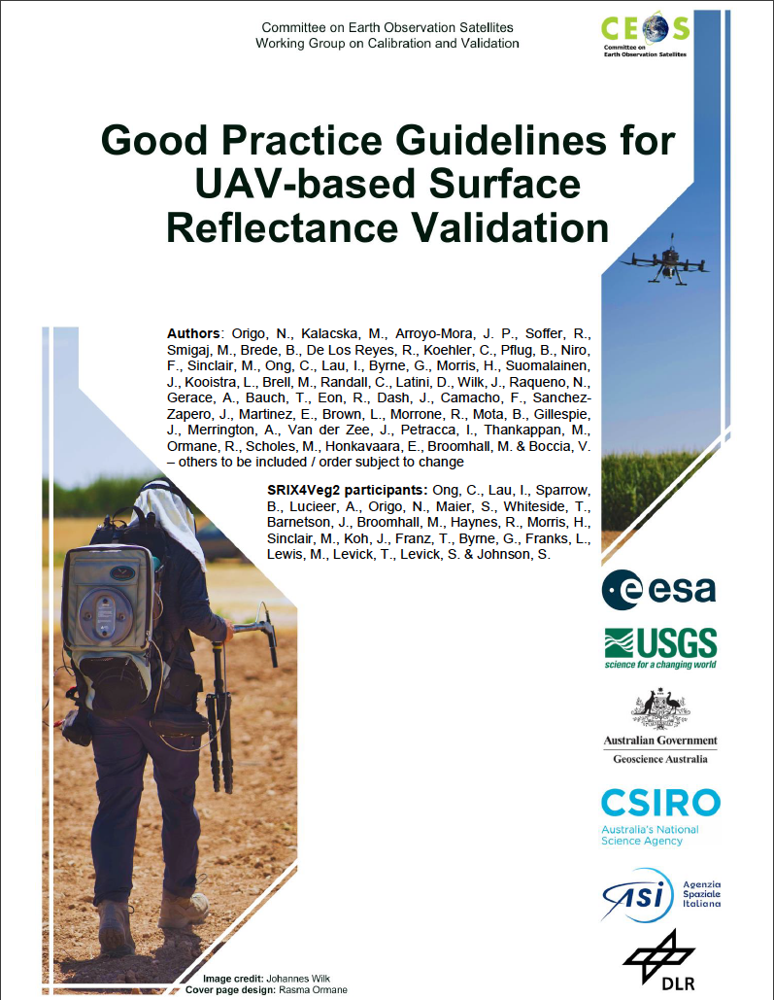 Committee on Earth Observation Satellites
Working Group on Calibration and Validation
CEOS
Committee on
Earth Observation Satellites
Good Practice Guidelines for
UAV-based Surface
Reflectance Validation
Authors: Origo, N., Kalacska, M., Arroyo-Mora, J. P., Soffer, R.,
Smigaj, M., Brede, B., De Los Reyes, R., Koehler, C., Pflug, B., Niro,
F., Sinclair, M., Ong, C., Lau, I., Byrne, G., Morris, H., Suomalainen,
J., Kooistra, L., Brell, M., Randall, C., Latini, D., Wilk, J., Raqueno, N.,
Gerace, A., Bauch, T., Eon, R., Dash, J., Camacho, F., Sanchez-
Zapero, J., Martinez, E., Brown, L., Morrone, R., Mota, B., Gillespie,
J., Merrington, A., Van der Zee, J., Petracca, I., Thankappan, M.,
Ormane, R., Scholes, M., Honkavaara, E., Broomhall, M. & Boccia, V.
– others to be included / order subject to change
SRIX4Veg2 participants: Ong, C., Lau, I., Sparrow,
B., Lucieer, A., Origo, N., Maier, S., Whiteside, T.,
Barnetson, J., Broomhall, M., Haynes, R., Morris, H.,
Sinclair, M., Koh, J., Franz, T., Byrne, G., Franks, L.,
Lewis, M., Levick, T., Levick, S. & Johnson, S.
esa
USGS
science for a changing world
Australian Government
Geoscience Australia
CSIRO
Australia's National
Science Agency
ASI
Agenzia
Spaziale
Italiana
DLR
Image credit: Johannes Wilk
Cover page design: Rasma Ormane